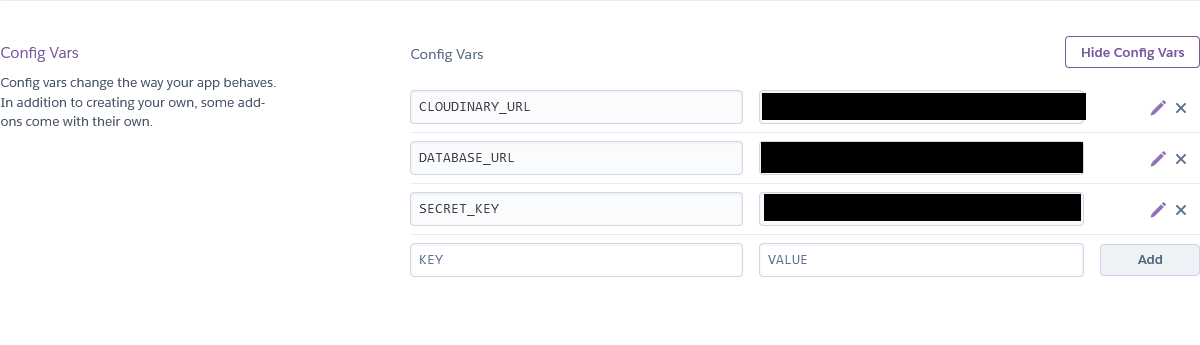 Config Vars
Config vars change the way your app behaves.
In addition to creating your own, some add-
ons come with their own.
Config Vars
Hide Config Vars
CLOUDINARY_URL
DATABASE_URL
SECRET_KEY
KEY
VALUE
Add